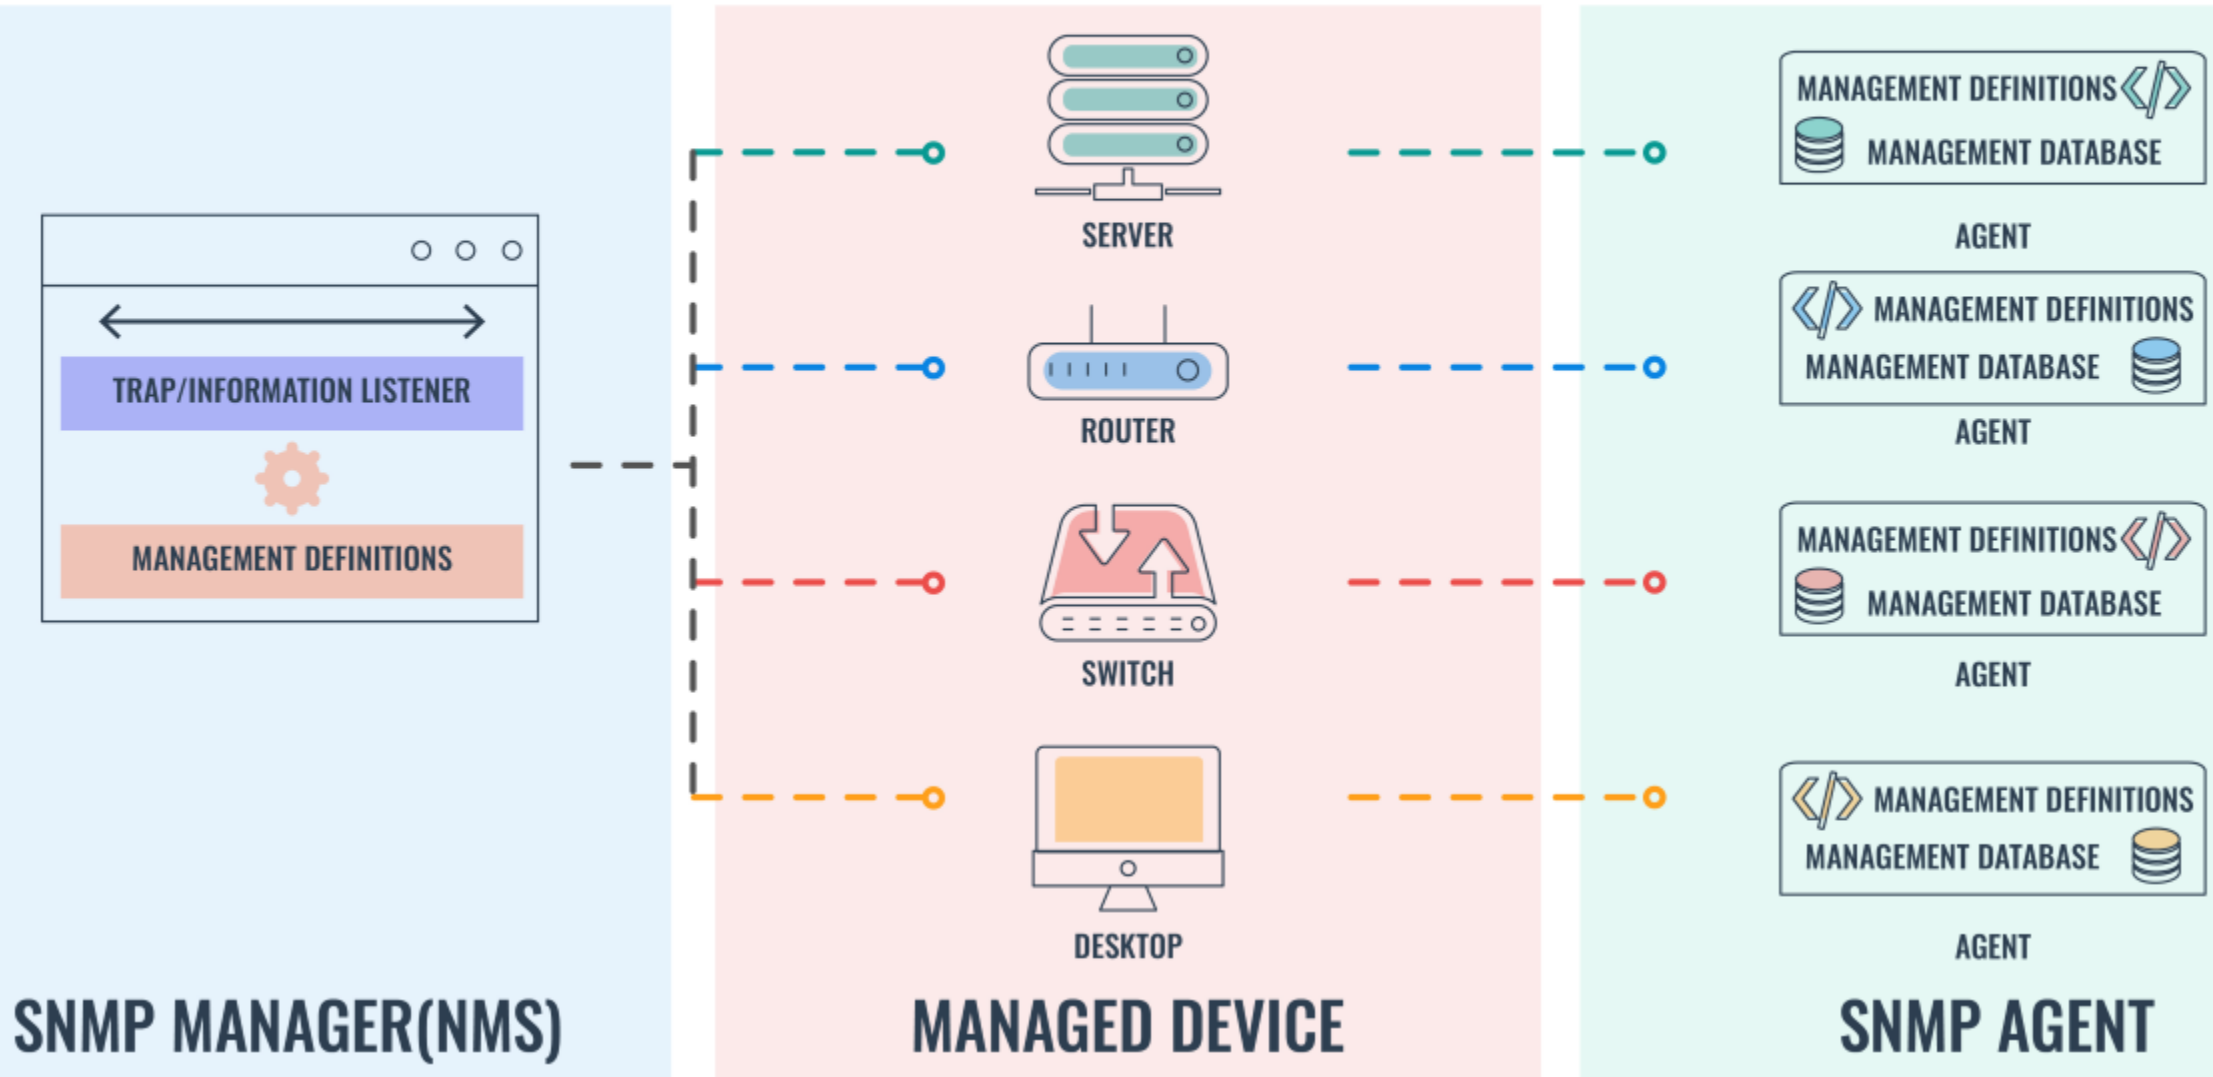 TRAP/INFORMATION LISTENER
MANAGEMENT DEFINITIONS
SNMP MANAGER(NMS)
SERVER
ROUTER
SWITCH
DESKTOP
MANAGED DEVICE
MANAGEMENT DEFINITIONS
MANAGEMENT DATABASE
AGENT
MANAGEMENT DEFINITIONS
MANAGEMENT DATABASE
AGENT
MANAGEMENT DEFINITIONS
MANAGEMENT DATABASE
AGENT
MANAGEMENT DEFINITIONS
MANAGEMENT DATABASE
AGENT
SNMP AGENT